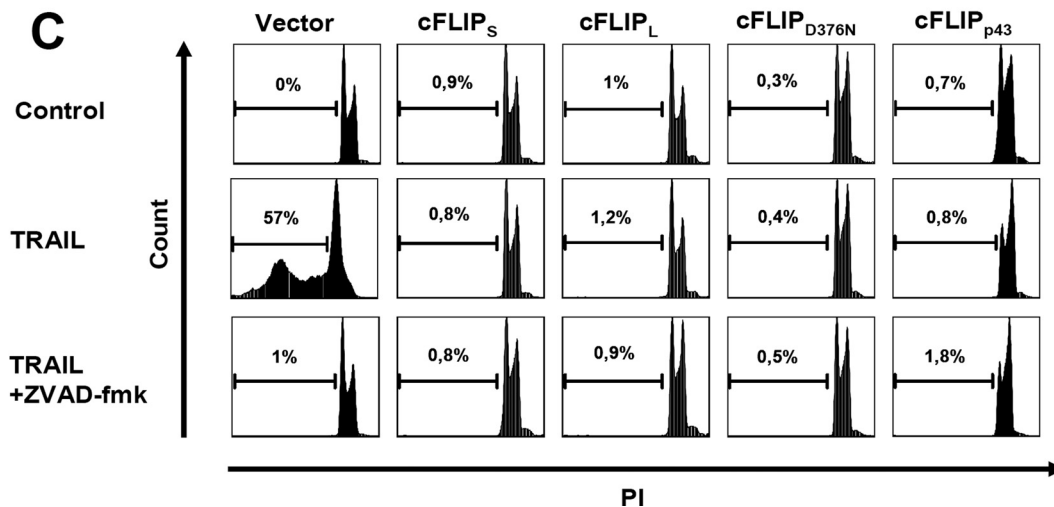 C
Vector cFLIPS cFLIPL cFLIPD376N cFLIPp43
Control 0% 0,9% 1% 0,3% 0,7%
TRAIL 57% 0,8% 1,2% 0,4% 0,8%
TRAIL
+ZVAD-fmk 1% 0,8% 0,9% 0,5% 1,8%
Count
PI